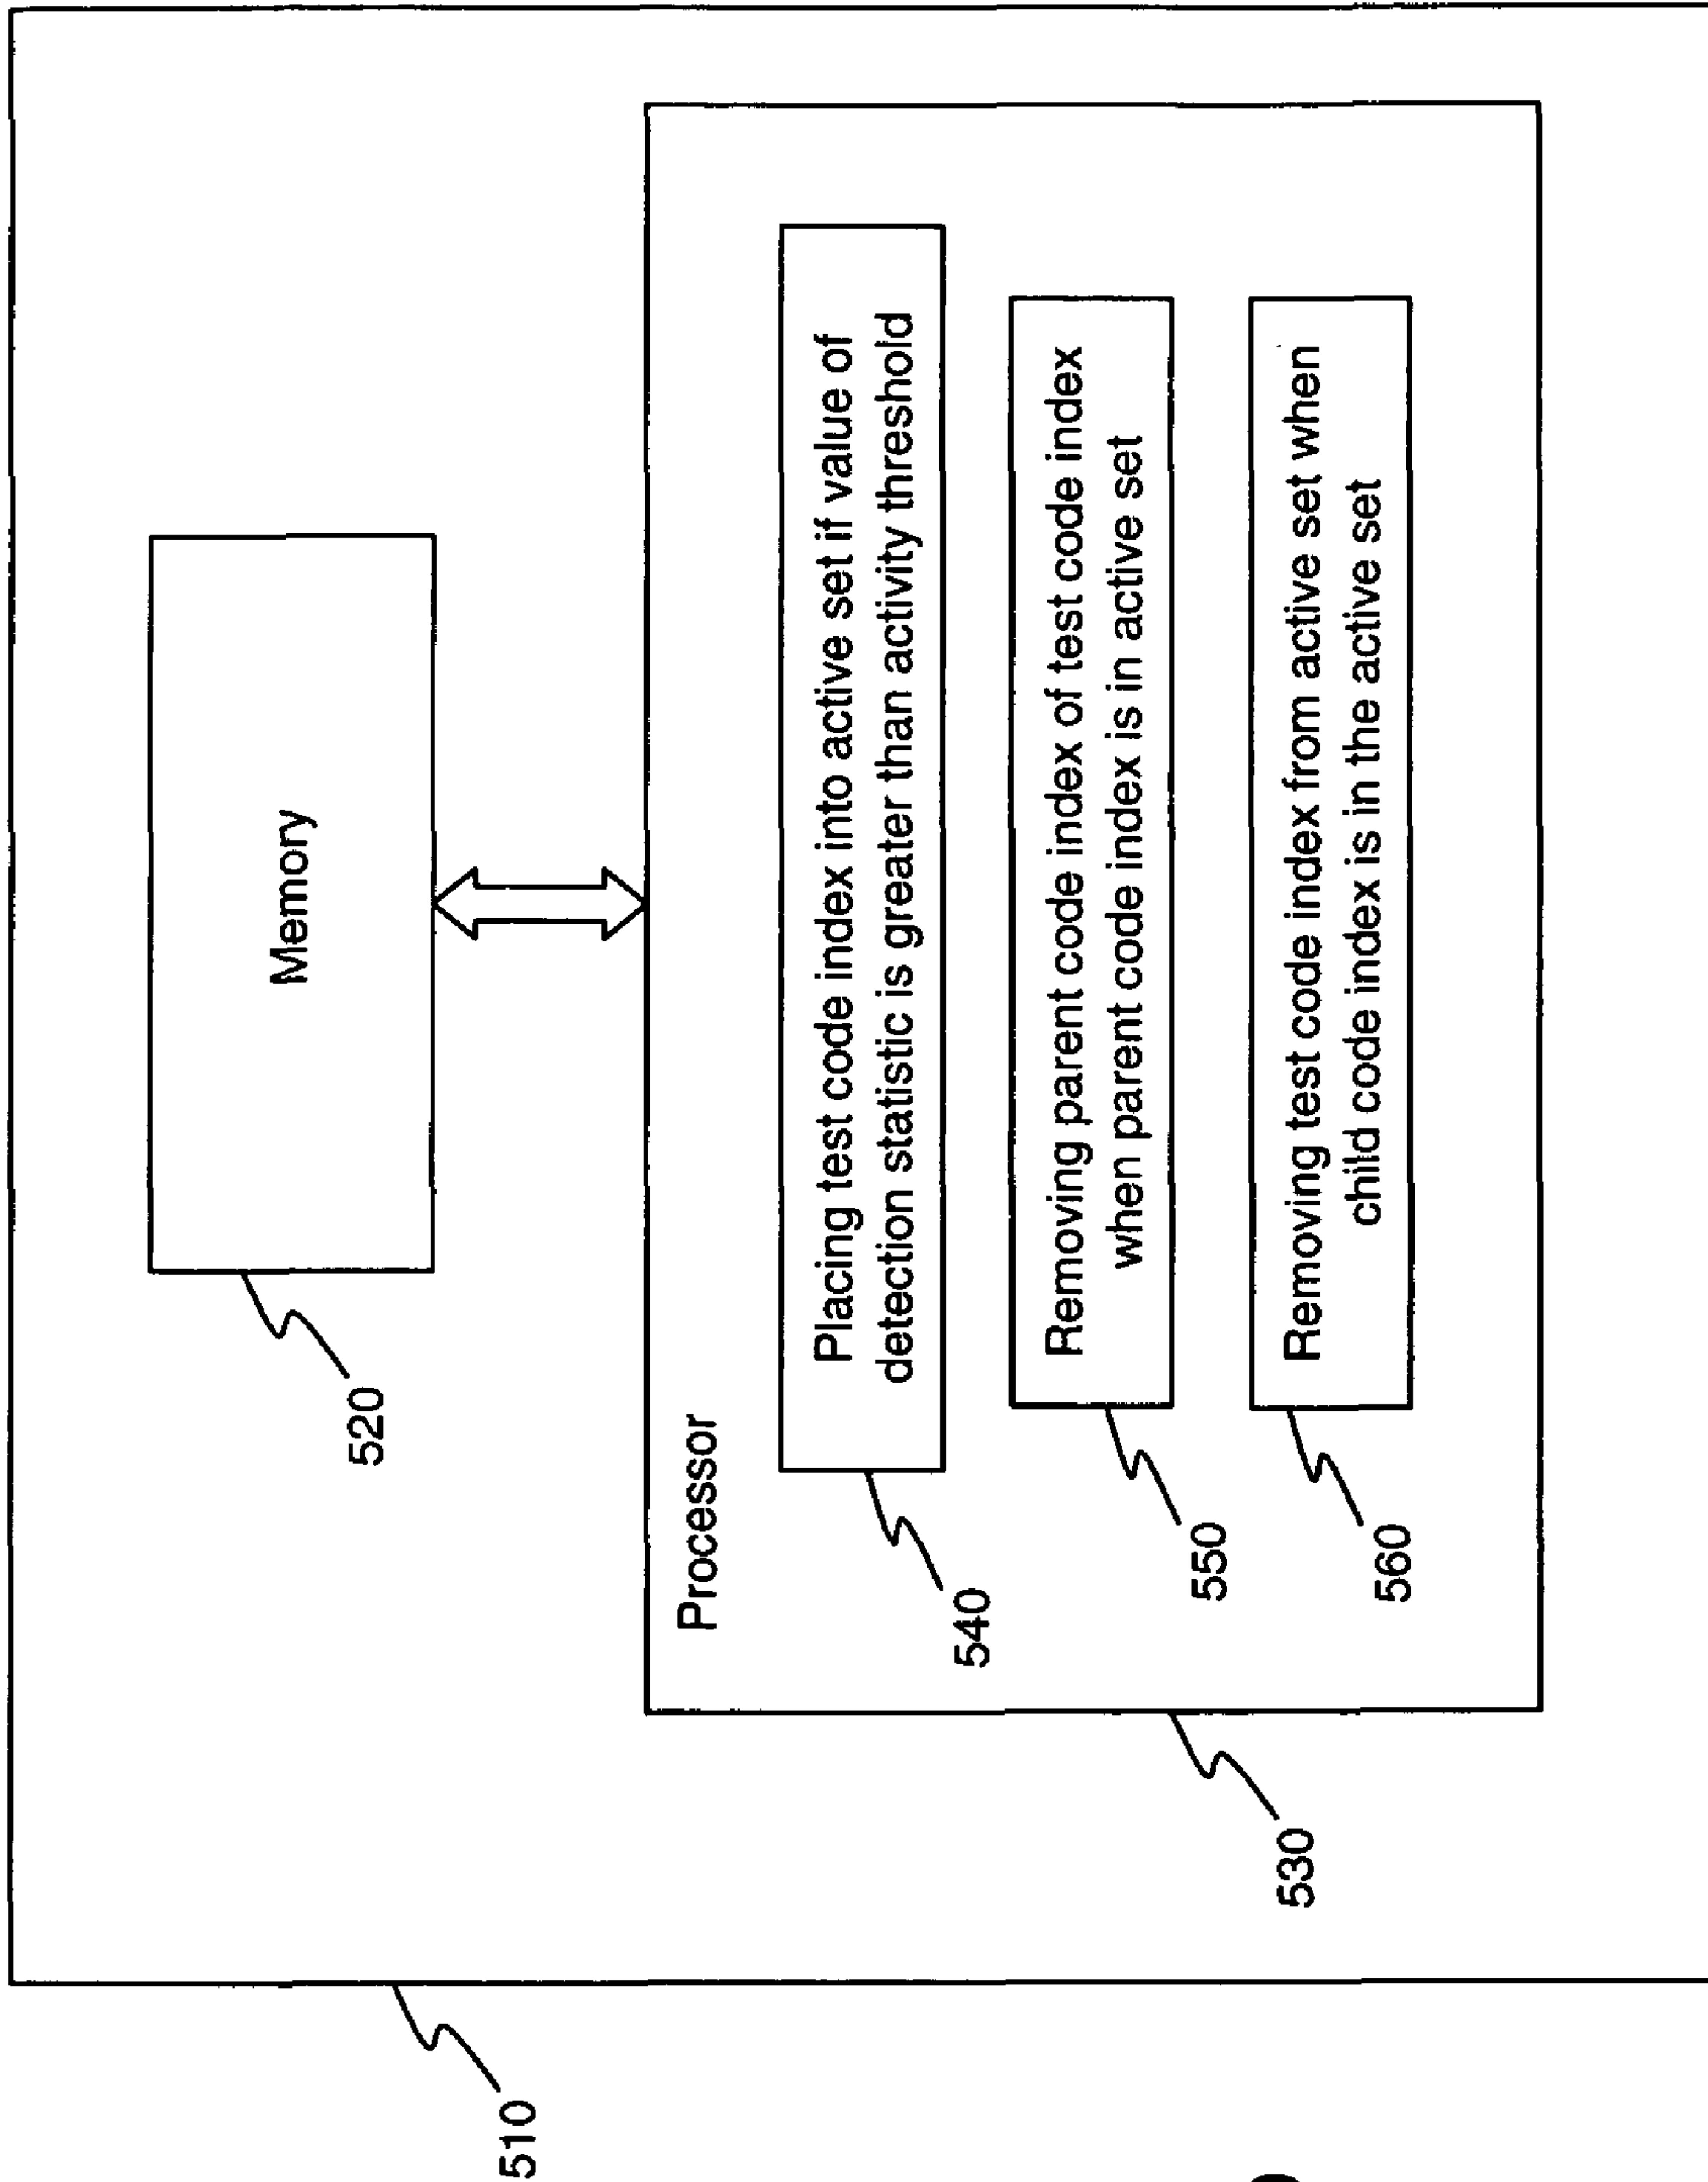 510
520
Memory
530
Processor
540
Placing test code index into active set if value of
detection statistic is greater than activity threshold
550
Removing parent code index of test code index
when parent code index is in active set
560
Removing test code index from active set when
child code index is in the active set